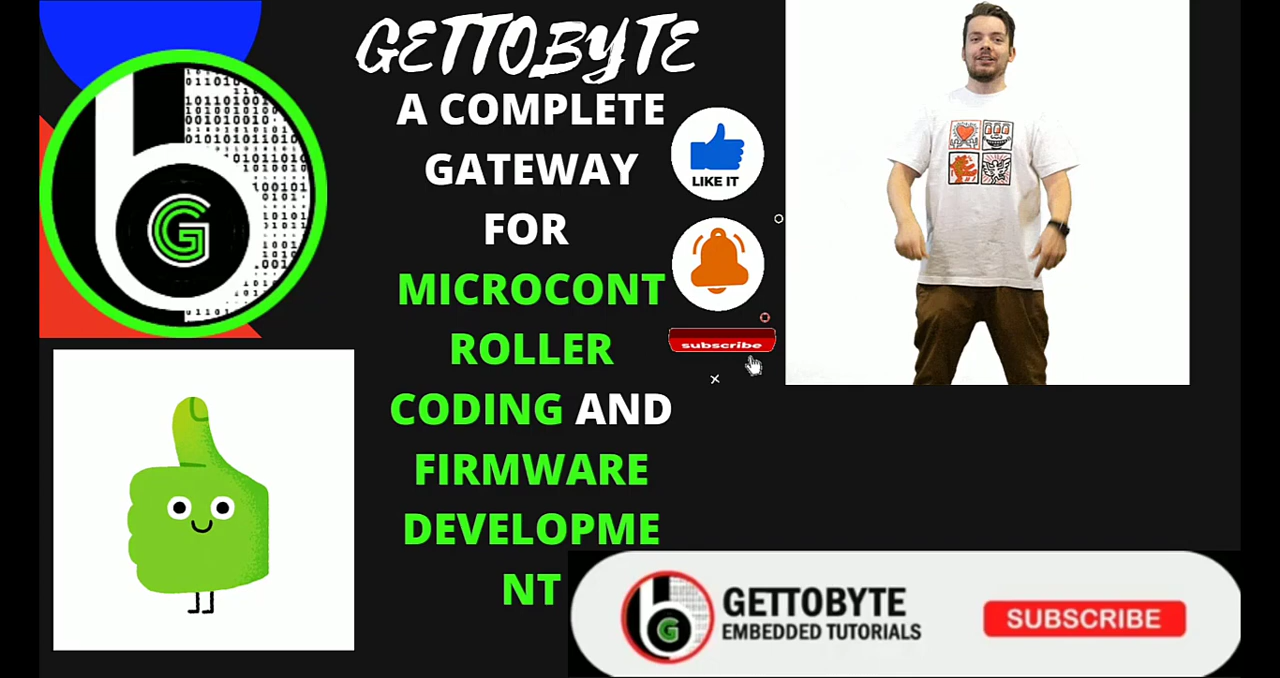 GETTOBYTE
A COMPLETE
GATEWAY
FOR
MICROCONT
ROLLER
CODING AND
FIRMWARE
DEVELOPME
NT
LIKE IT
subscribe
GETTOBYTE
EMBEDDED TUTORIALS
SUBSCRIBE